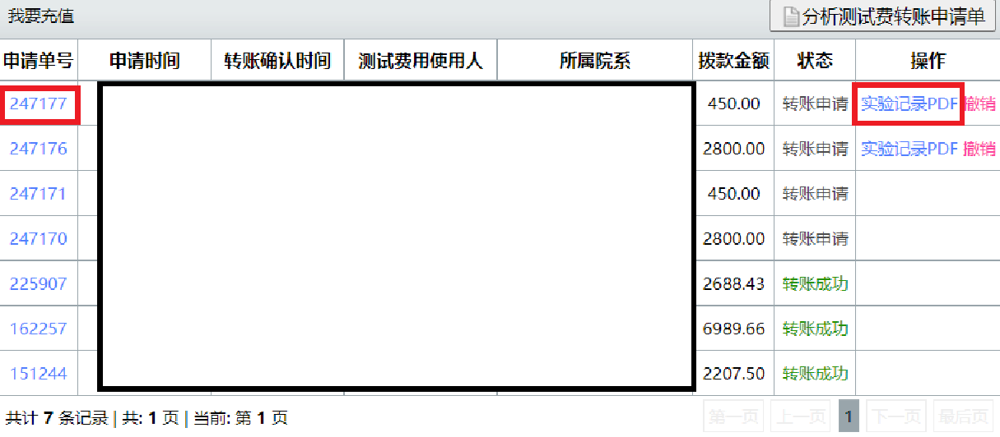 我要充值 分析测试费转账申请单
申请单号 申请时间 转账确认时间 测试费用使用人 所属院系 拨款金额 状态 操作
247177 450.00 转账申请 实验记录PDF 撤销
247176 2800.00 转账申请 实验记录PDF 撤销
247171 450.00 转账申请
247170 2800.00 转账申请
225907 2688.43 转账成功
162257 6989.66 转账成功
151244 2207.50 转账成功
共计 7 条记录 | 共: 1 页 | 当前: 第 1 页 第一页 上一页 1 下一页 最后页